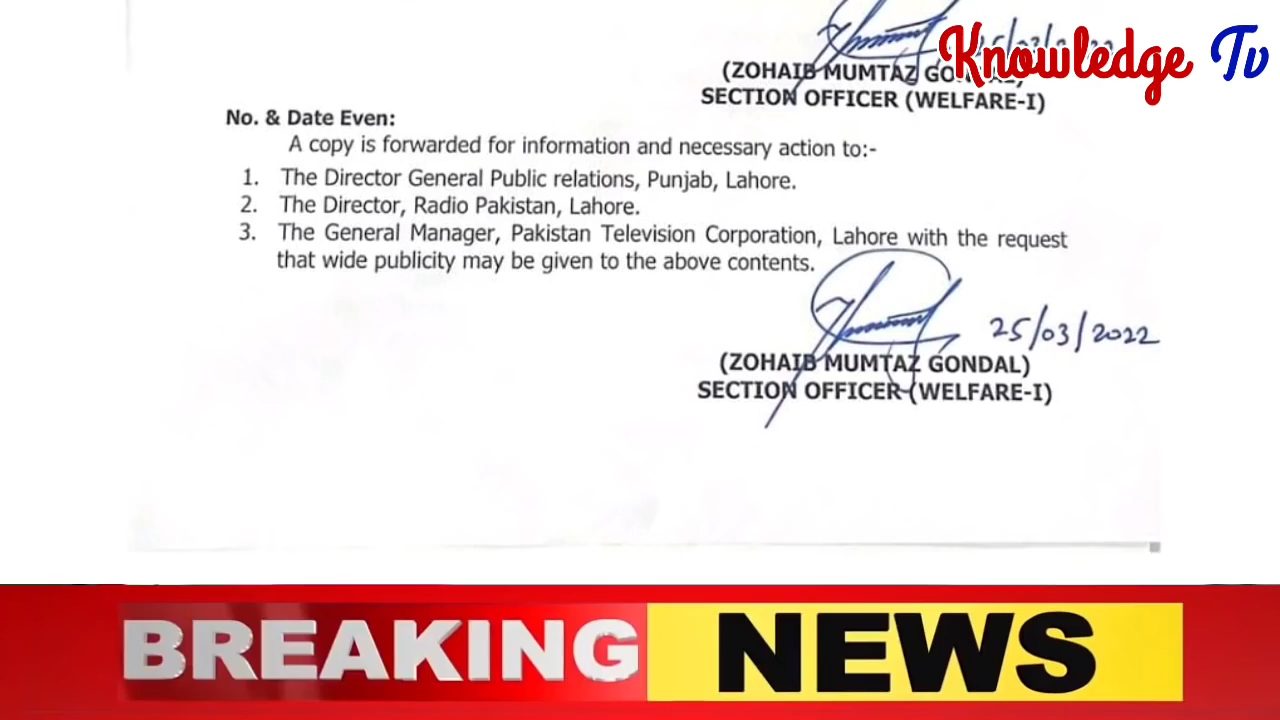 Knowledge Tv
(ZOHAIB MUMTAZ GONDAL)
SECTION OFFICER (WELFARE-I)
No. & Date Even:
A copy is forwarded for information and necessary action to:-
1. The Director General Public relations, Punjab, Lahore.
2. The Director, Radio Pakistan, Lahore.
3. The General Manager, Pakistan Television Corporation, Lahore with the request
that wide publicity may be given to the above contents.
25/03/2022
(ZOHAIB MUMTAZ GONDAL)
SECTION OFFICER (WELFARE-I)
BREAKING NEWS